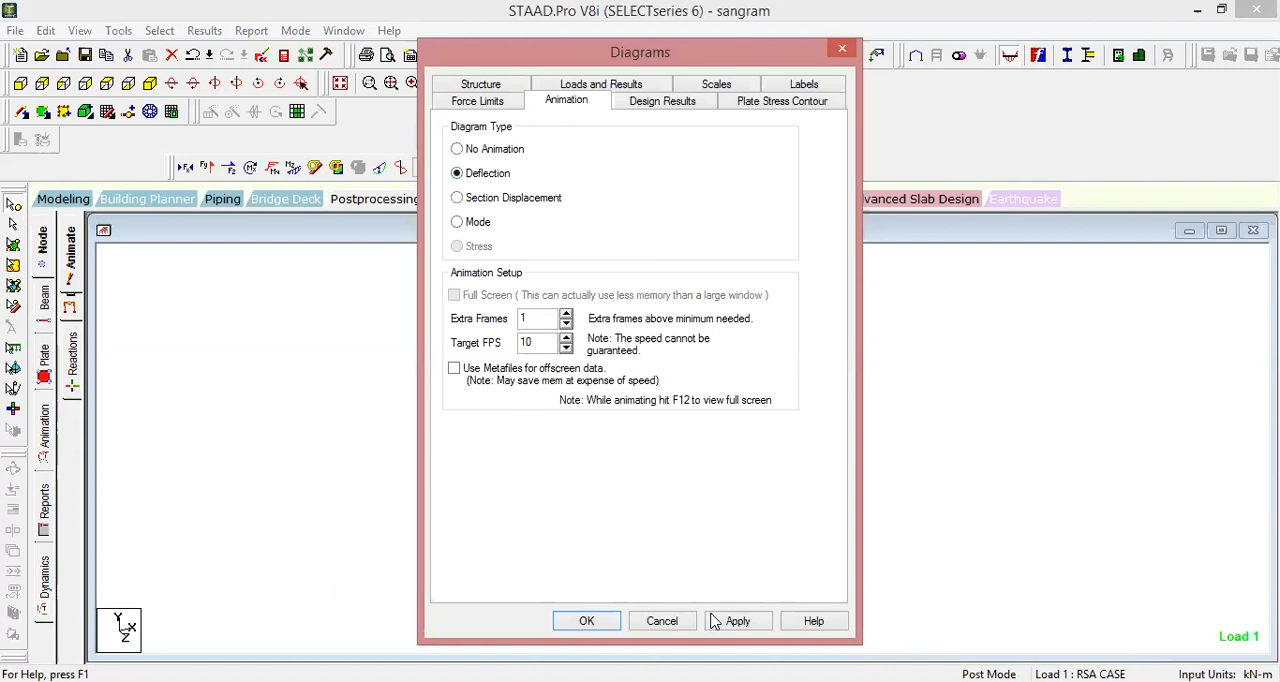 STAAD.Pro V8i (SELECTseries 6) - sangram
File Edit View Tools Select Results Report Mode Window Help
Diagrams
Structure Loads and Results Scales Labels
Force Limits Animation Design Results Plate Stress Contour
Diagram Type
No Animation
Deflection
Section Displacement
Mode
Stress
Animation Setup
Full Screen ( This can actually use less memory than a large window )
Extra Frames 1 Extra frames above minimum needed.
Target FPS 10 Note: The speed cannot be
guaranteed.
Use Metafiles for offscreen data.
(Note: May save mem at expense of speed)
Note: While animating hit F12 to view full screen
OK Cancel Apply Help
Modeling Building Planner Piping Bridge Deck Postprocessing vanced Slab Design Earthquake
Node
Beam
Plate
Animation
Reports
Dynamics
Animate
Reactions
Y
X
Z
Load 1
For Help, press F1 Post Mode Load 1 : RSA CASE Input Units: kN-m